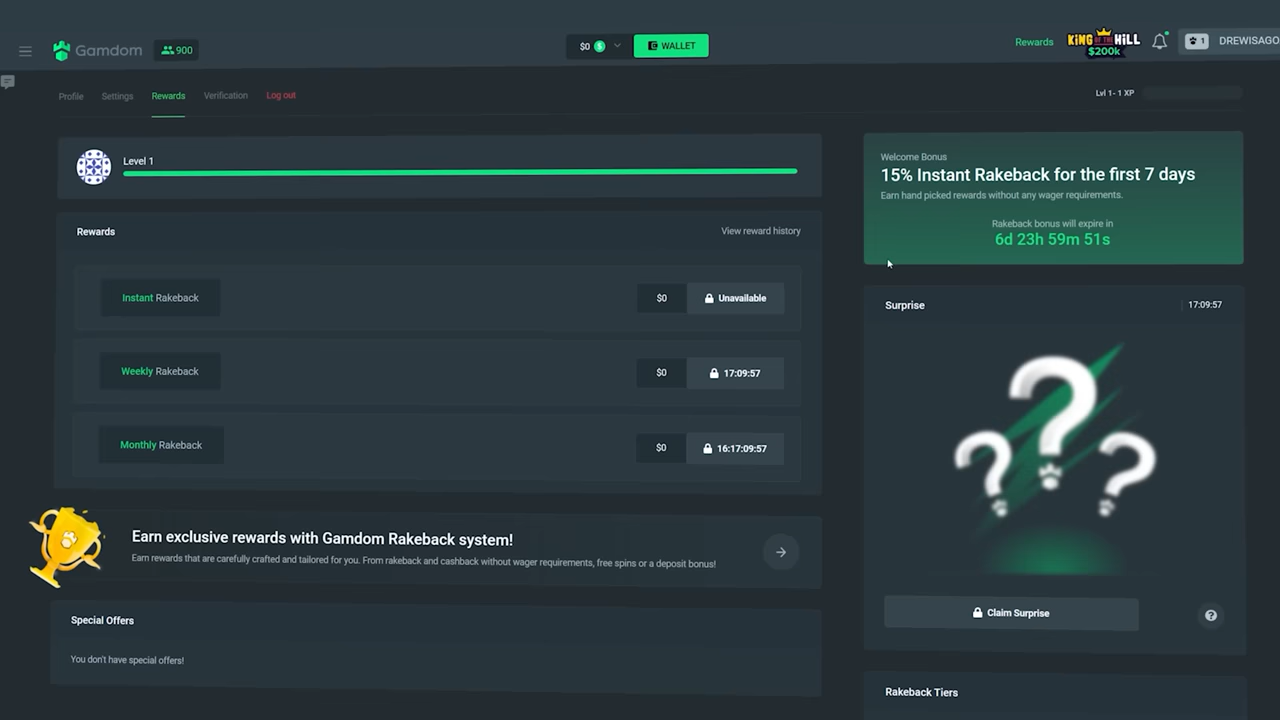 Gamdom
900
$0
WALLET
Rewards
KING OF THE HILL
$200k
1
DREWISAGO
Profile
Settings
Rewards
Verification
Log out
Lvl 1- 1 XP
Level 1
Rewards
View reward history
Instant Rakeback
$0
Unavailable
Weekly Rakeback
$0
17:09:57
Monthly Rakeback
$0
16:17:09:57
Earn exclusive rewards with Gamdom Rakeback system!
Earn rewards that are carefully crafted and tailored for you. From rakeback and cashback without wager requirements, free spins or a deposit bonus!
Special Offers
You don't have special offers!
Welcome Bonus
15% Instant Rakeback for the first 7 days
Earn hand picked rewards without any wager requirements.
Rakeback bonus will expire in
6d 23h 59m 51s
Surprise
17:09:57
???
Claim Surprise
?
Rakeback Tiers